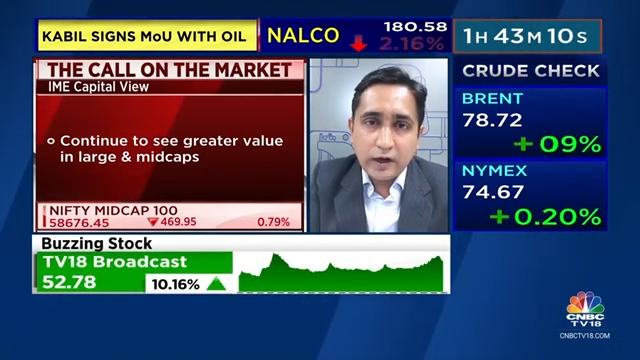 KABIL SIGNS MoU WITH OIL
NALCO
180.58
2.16%
1H 43M 10S
THE CALL ON THE MARKET
IME Capital View
Continue to see greater value
in large & midcaps
NIFTY MIDCAP 100
58676.45 469.95 0.79%
CRUDE CHECK
BRENT
78.72
+09%
NYMEX
74.67
+0.20%
Buzzing Stock
TV18 Broadcast
52.78 10.16%
CNBC
TV18
CNBCTV18.COM